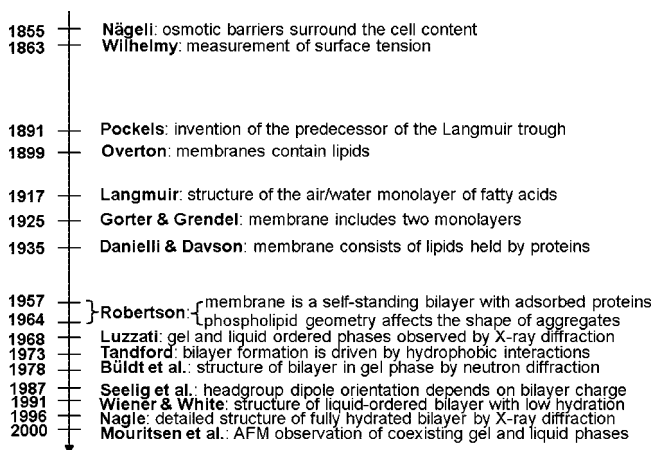 1855 Nägeli: osmotic barriers surround the cell content
1863 Wilhelmy: measurement of surface tension
1891 Pockels: invention of the predecessor of the Langmuir trough
1899 Overton: membranes contain lipids
1917 Langmuir: structure of the air/water monolayer of fatty acids
1925 Gorter & Grendel: membrane includes two monolayers
1935 Danielli & Davson: membrane consists of lipids held by proteins
1957 membrane is a self-standing bilayer with adsorbed proteins
Robertson:
1964 phospholipid geometry affects the shape of aggregates
1968 Luzzati: gel and liquid ordered phases observed by X-ray diffraction
1973 Tandford: bilayer formation is driven by hydrophobic interactions
1978 Büldt et al.: structure of bilayer in gel phase by neutron diffraction
1987 Seelig et al.: headgroup dipole orientation depends on bilayer charge
1991 Wiener & White: structure of liquid-ordered bilayer with low hydration
1996 Nagle: detailed structure of fully hydrated bilayer by X-ray diffraction
2000 Mouritsen et al.: AFM observation of coexisting gel and liquid phases